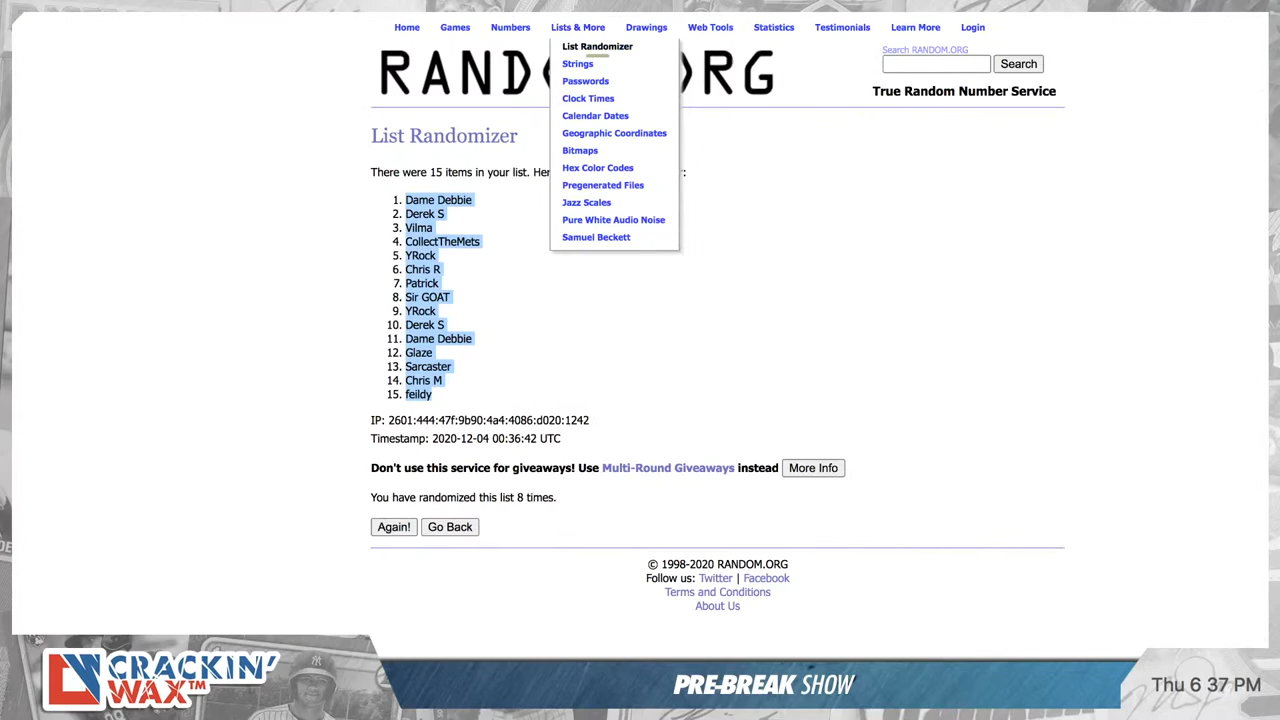 Home Games Numbers Lists & More Drawings Web Tools Statistics Testimonials Learn More Login
List Randomizer
Strings
Passwords
Clock Times
Calendar Dates
Geographic Coordinates
Bitmaps
Hex Color Codes
Pregenerated Files
Jazz Scales
Pure White Audio Noise
Samuel Beckett
Search RANDOM.ORG
Search
RAND RG
True Random Number Service
List Randomizer
There were 15 items in your list. :
1. Dame Debbie
2. Derek S
3. Vilma
4. CollectTheMets
5. YRock
6. Chris R
7. Patrick
8. Sir GOAT
9. YRock
10. Derek S
11. Dame Debbie
12. Glaze
13. Sarcaster
14. Chris M
15. feildy
IP: 2601:444:47f:9b90:4a4:4086:d020:1242
Timestamp: 2020-12-04 00:36:42 UTC
Don't use this service for giveaways! Use Multi-Round Giveaways instead More Info
You have randomized this list 8 times.
Again! Go Back
© 1998-2020 RANDOM.ORG
Follow us: Twitter | Facebook
Terms and Conditions
About Us
CRACKIN'
WAX™
PRE-BREAK SHOW
Thu 6 37 PM